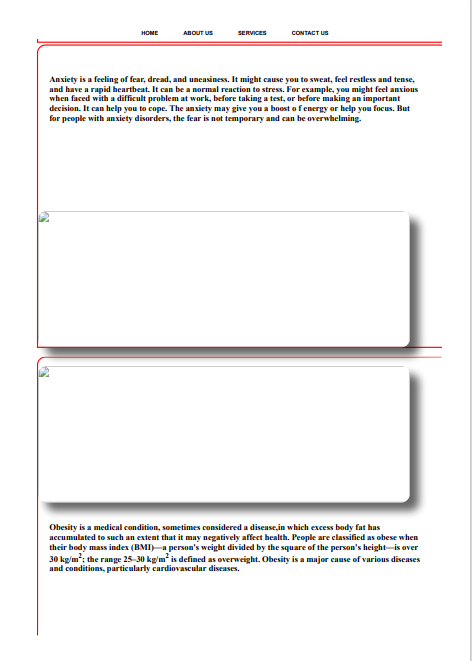 HOME ABOUT US SERVICES CONTACT US
Anxiety is a feeling of fear, dread, and uneasiness. It might cause you to sweat, feel restless and tense,
and have a rapid heartbeat. It can be a normal reaction to stress. For example, you might feel anxious
when faced with a difficult problem at work, before taking a test, or before making an important
decision. It can help you to cope. The anxiety may give you a boost o f energy or help you focus. But
for people with anxiety disorders, the fear is not temporary and can be overwhelming.
Obesity is a medical condition, sometimes considered a disease,in which excess body fat has
accumulated to such an extent that it may negatively affect health. People are classified as obese when
their body mass index (BMI)—a person's weight divided by the square of the person's height—is over
30 kg/m²; the range 25–30 kg/m² is defined as overweight. Obesity is a major cause of various diseases
and conditions, particularly cardiovascular diseases.